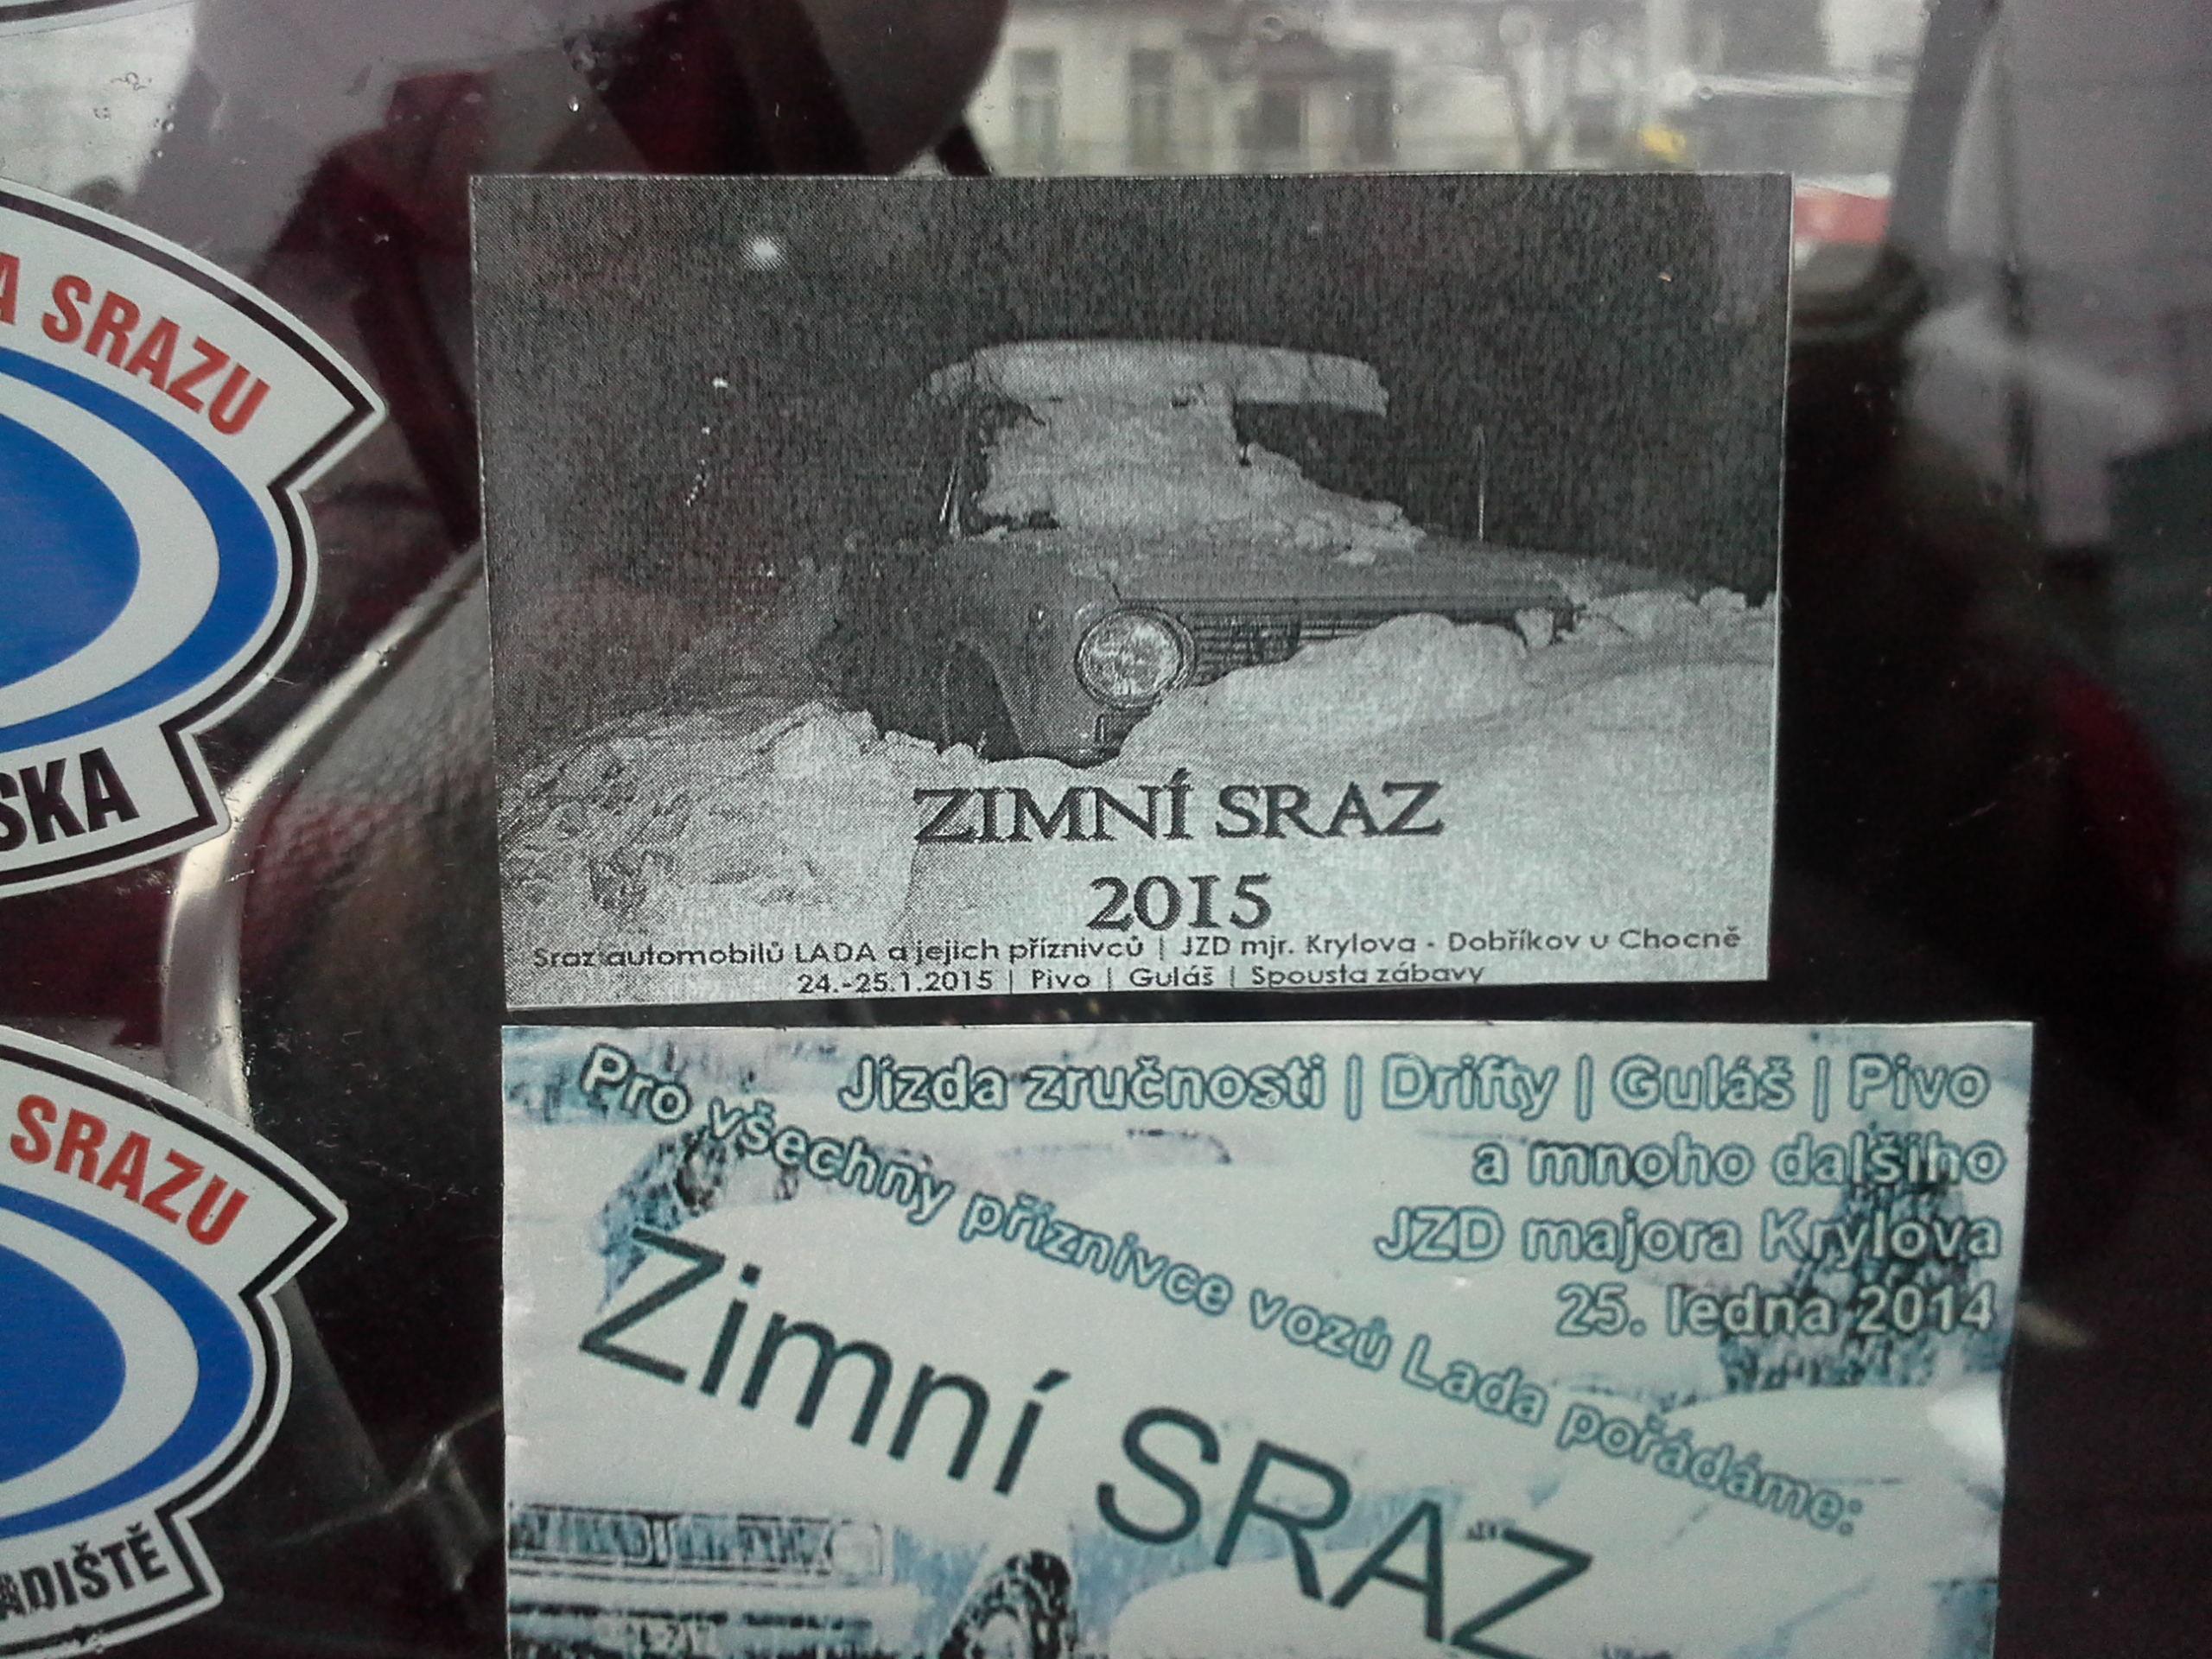 A SRAZU
SKA
ZIMNÍ SRAZ
2015
Sraz automobilů LADA a jejich příznivců | JZD mjr. Krylova - Dobříkov u Chocně
24.-25.1.2015 | Pivo | Guláš | Spousta zábavy
SRAZU
ADIŠTĚ
Jízda zručnosti | Drifty | Guláš | Pivo
a mnoho dalšího
JZD majora Krylova
25. ledna 2014
Pro všechny příznivce vozů Lada pořádáme:
Zimní SRAZ